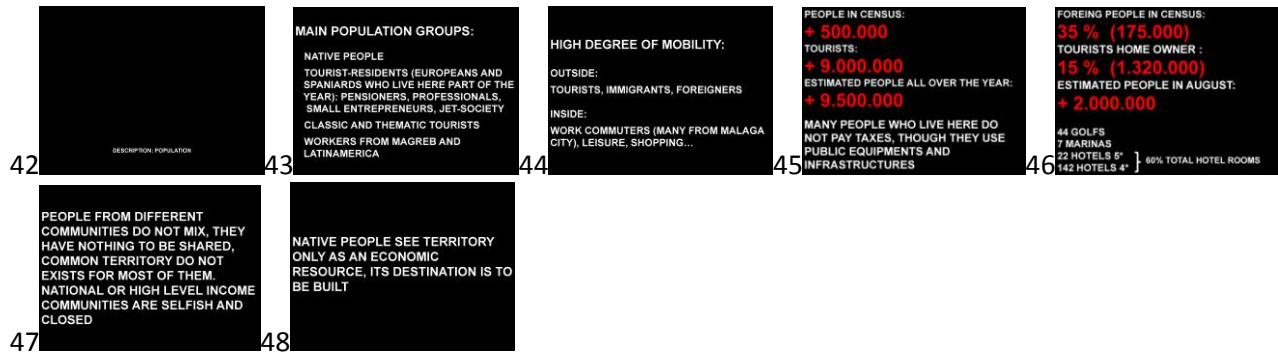 DESCRIPTION: POPULATION
42
MAIN POPULATION GROUPS:
NATIVE PEOPLE
TOURIST-RESIDENTS (EUROPEANS AND
SPANIARDS WHO LIVE HERE PART OF THE
YEAR): PENSIONERS, PROFESSIONALS,
SMALL ENTREPRENEURS, JET-SOCIETY
CLASSIC AND THEMATIC TOURISTS
WORKERS FROM MAGREB AND
LATINAMERICA
43
HIGH DEGREE OF MOBILITY:
OUTSIDE:
TOURISTS, IMMIGRANTS, FOREIGNERS
INSIDE:
WORK COMMUTERS (MANY FROM MALAGA
CITY), LEISURE, SHOPPING...
44
PEOPLE IN CENSUS:
+ 500.000
TOURISTS:
+ 9.000.000
ESTIMATED PEOPLE ALL OVER THE YEAR:
+ 9.500.000
MANY PEOPLE WHO LIVE HERE DO
NOT PAY TAXES, THOUGH THEY USE
PUBLIC EQUIPMENTS AND
INFRASTRUCTURES
45
FOREING PEOPLE IN CENSUS:
35 % (175.000)
TOURISTS HOME OWNER :
15 % (1.320.000)
ESTIMATED PEOPLE IN AUGUST:
+ 2.000.000
44 GOLFS
7 MARINAS
22 HOTELS 5*
142 HOTELS 4*
} 60% TOTAL HOTEL ROOMS
46
PEOPLE FROM DIFFERENT
COMMUNITIES DO NOT MIX, THEY
HAVE NOTHING TO BE SHARED,
COMMON TERRITORY DO NOT
EXISTS FOR MOST OF THEM.
NATIONAL OR HIGH LEVEL INCOME
COMMUNITIES ARE SELFISH AND
CLOSED
47
NATIVE PEOPLE SEE TERRITORY
ONLY AS AN ECONOMIC
RESOURCE, ITS DESTINATION IS TO
BE BUILT
48